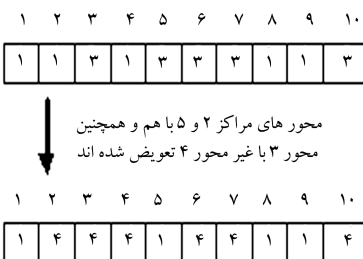 ۱ ۲ ۳ ۴ ۵ ۶ ۷ ۸ ۹ ۱۰
۱ ۱ ۳ ۱ ۳ ۳ ۳ ۱ ۱ ۳
محور های مراکز ۲ و ۵ با هم و همچنین
محور ۳ با غیر محور ۴ تعویض شده اند
۱ ۲ ۳ ۴ ۵ ۶ ۷ ۸ ۹ ۱۰
۱ ۴ ۴ ۴ ۱ ۴ ۴ ۱ ۱ ۴